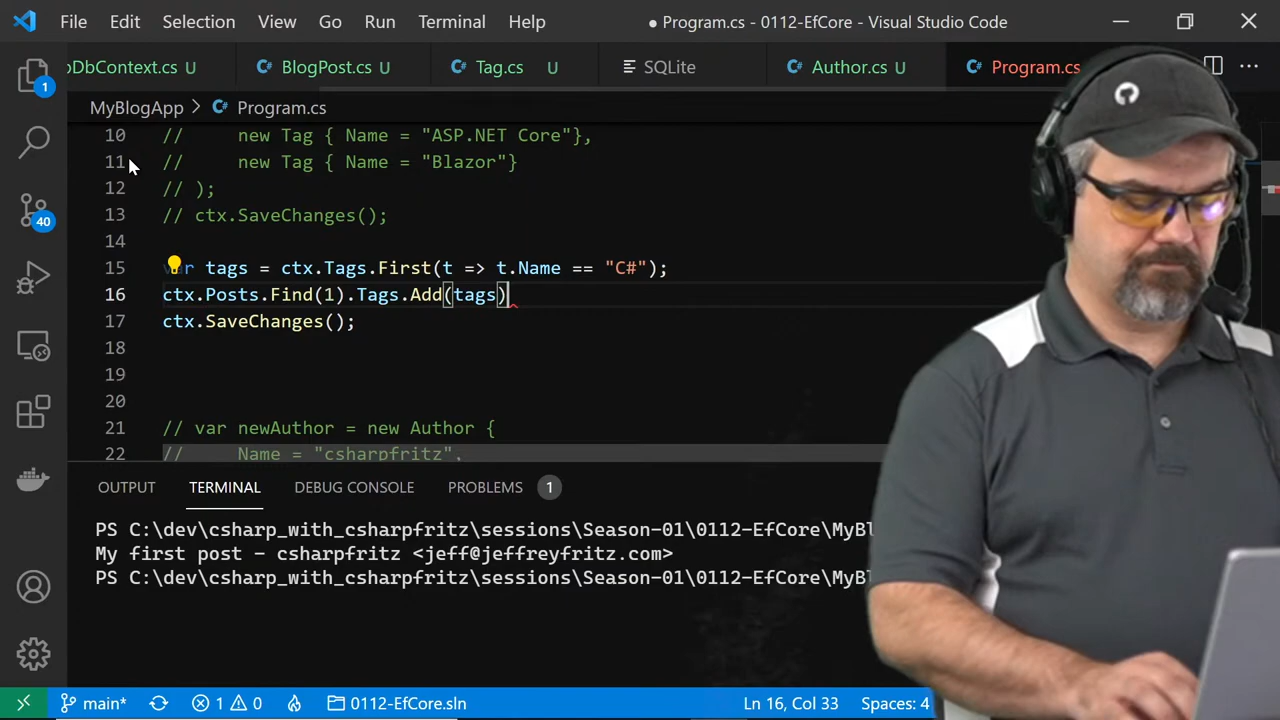 File Edit Selection View Go Run Terminal Help ● Program.cs - 0112-EfCore - Visual Studio Code
DbContext.cs U BlogPost.cs U Tag.cs U SQLite Author.cs U Program.cs
1
MyBlogApp > Program.cs
10 // new Tag { Name = "ASP.NET Core"},
11 // new Tag { Name = "Blazor"}
12 // );
13 // ctx.SaveChanges();
40
14
15 var tags = ctx.Tags.First(t => t.Name == "C#");
16 ctx.Posts.Find(1).Tags.Add(tags)
17 ctx.SaveChanges();
18
19
20
21 // var newAuthor = new Author {
22 // Name = "csharpfritz",
OUTPUT TERMINAL DEBUG CONSOLE PROBLEMS 1
PS C:\dev\csharp_with_csharpfritz\sessions\Season-01\0112-EfCore\MyBl
My first post - csharpfritz <jeff@jeffreyfritz.com>
PS C:\dev\csharp_with_csharpfritz\sessions\Season-01\0112-EfCore\MyBl
main* 1 0 0112-EfCore.sln Ln 16, Col 33 Spaces: 4